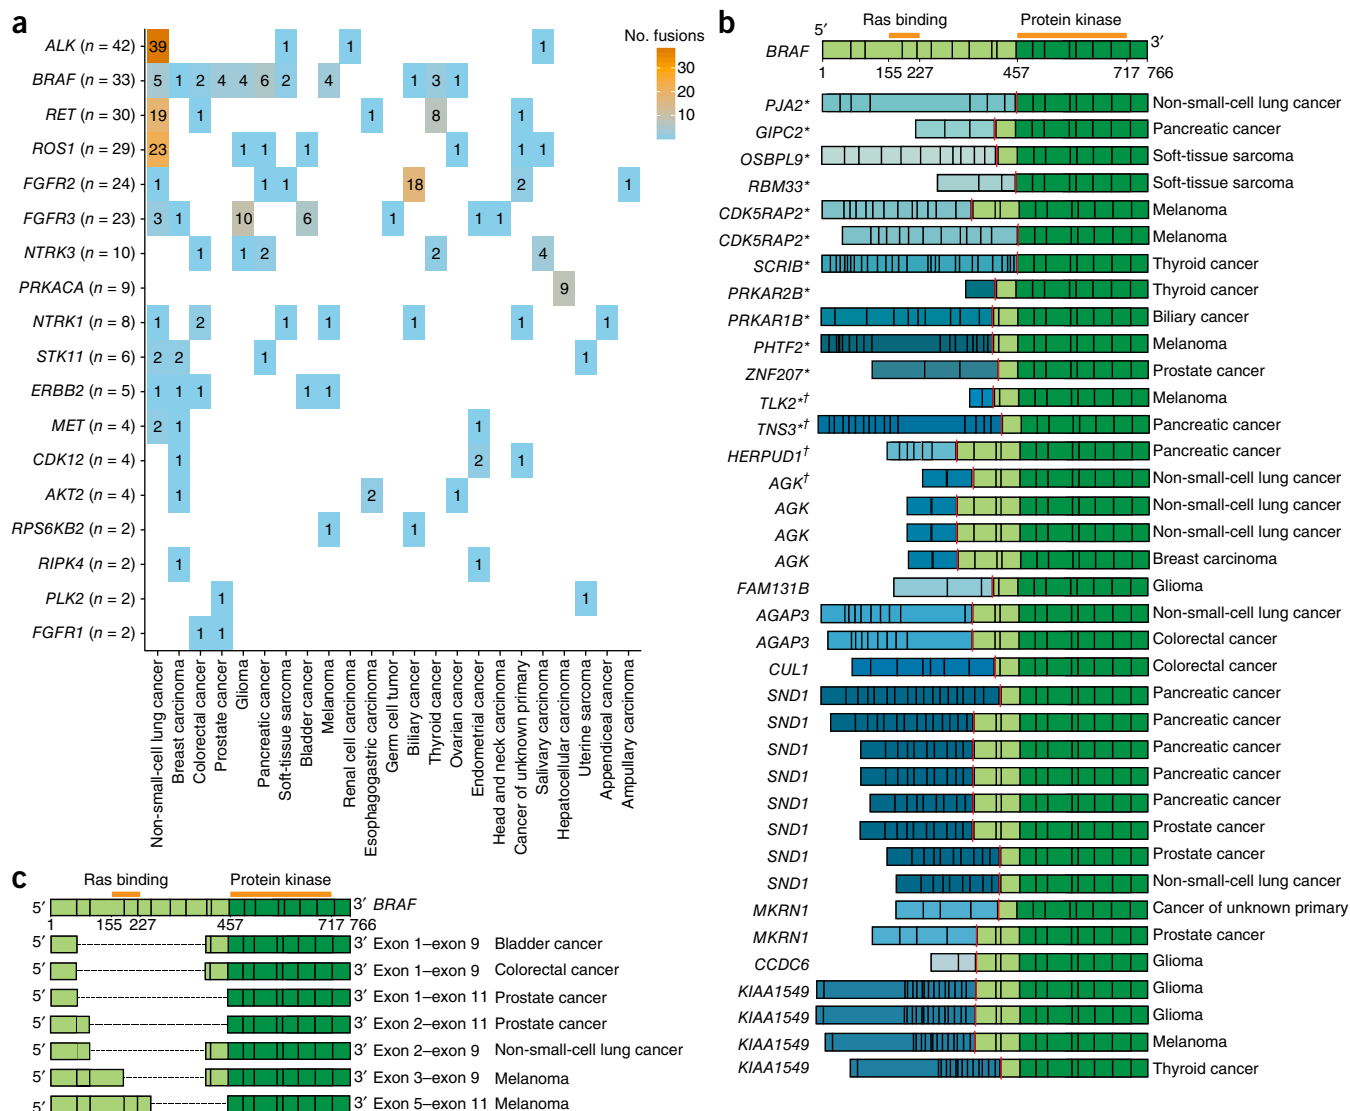 a
No. fusions
30
20
10
ALK (n = 42) 39 1 1 1
BRAF (n = 33) 5 1 2 4 4 6 2 4 1 3 1
RET (n = 30) 19 1 1 8 1
ROS1 (n = 29) 23 1 1 1 1 1 1
FGFR2 (n = 24) 1 1 1 18 2 1
FGFR3 (n = 23) 3 1 10 6 1 1 1
NTRK3 (n = 10) 1 1 2 2 4
PRKACA (n = 9) 9
NTRK1 (n = 8) 1 2 1 1 1 1 1
STK11 (n = 6) 2 2 1 1
ERBB2 (n = 5) 1 1 1 1 1
MET (n = 4) 2 1 1
CDK12 (n = 4) 1 2 1
AKT2 (n = 4) 1 2 1
RPS6KB2 (n = 2) 1 1
RIPK4 (n = 2) 1 1
PLK2 (n = 2) 1 1
FGFR1 (n = 2) 1 1
Non-small-cell lung cancer
Breast carcinoma
Colorectal cancer
Prostate cancer
Glioma
Pancreatic cancer
Soft-tissue sarcoma
Bladder cancer
Melanoma
Renal cell carcinoma
Esophagogastric carcinoma
Germ cell tumor
Biliary cancer
Thyroid cancer
Ovarian cancer
Endometrial cancer
Head and neck carcinoma
Cancer of unknown primary
Salivary carcinoma
Hepatocellular carcinoma
Uterine sarcoma
Appendiceal cancer
Ampullary carcinoma
b
Ras binding Protein kinase
5′ 3′
BRAF
1 155 227 457 717 766
PJA2* Non-small-cell lung cancer
GIPC2* Pancreatic cancer
OSBPL9* Soft-tissue sarcoma
RBM33* Soft-tissue sarcoma
CDK5RAP2* Melanoma
CDK5RAP2* Melanoma
SCRIB* Thyroid cancer
PRKAR2B* Thyroid cancer
PRKAR1B* Biliary cancer
PHTF2* Melanoma
ZNF207* Prostate cancer
TLK2*† Melanoma
TNS3*† Pancreatic cancer
HERPUD1† Pancreatic cancer
AGK† Non-small-cell lung cancer
AGK Non-small-cell lung cancer
AGK Non-small-cell lung cancer
AGK Breast carcinoma
FAM131B Glioma
AGAP3 Non-small-cell lung cancer
AGAP3 Colorectal cancer
CUL1 Colorectal cancer
SND1 Pancreatic cancer
SND1 Pancreatic cancer
SND1 Pancreatic cancer
SND1 Pancreatic cancer
SND1 Pancreatic cancer
SND1 Prostate cancer
SND1 Prostate cancer
SND1 Non-small-cell lung cancer
MKRN1 Cancer of unknown primary
MKRN1 Prostate cancer
CCDC6 Glioma
KIAA1549 Glioma
KIAA1549 Glioma
KIAA1549 Melanoma
KIAA1549 Thyroid cancer
c
Ras binding Protein kinase
5′ 3′ BRAF
1 155 227 457 717 766
5′ 3′ Exon 1–exon 9 Bladder cancer
5′ 3′ Exon 1–exon 9 Colorectal cancer
5′ 3′ Exon 1–exon 11 Prostate cancer
5′ 3′ Exon 2–exon 11 Prostate cancer
5′ 3′ Exon 2–exon 9 Non-small-cell lung cancer
5′ 3′ Exon 3–exon 9 Melanoma
5′ 3′ Exon 5–exon 11 Melanoma